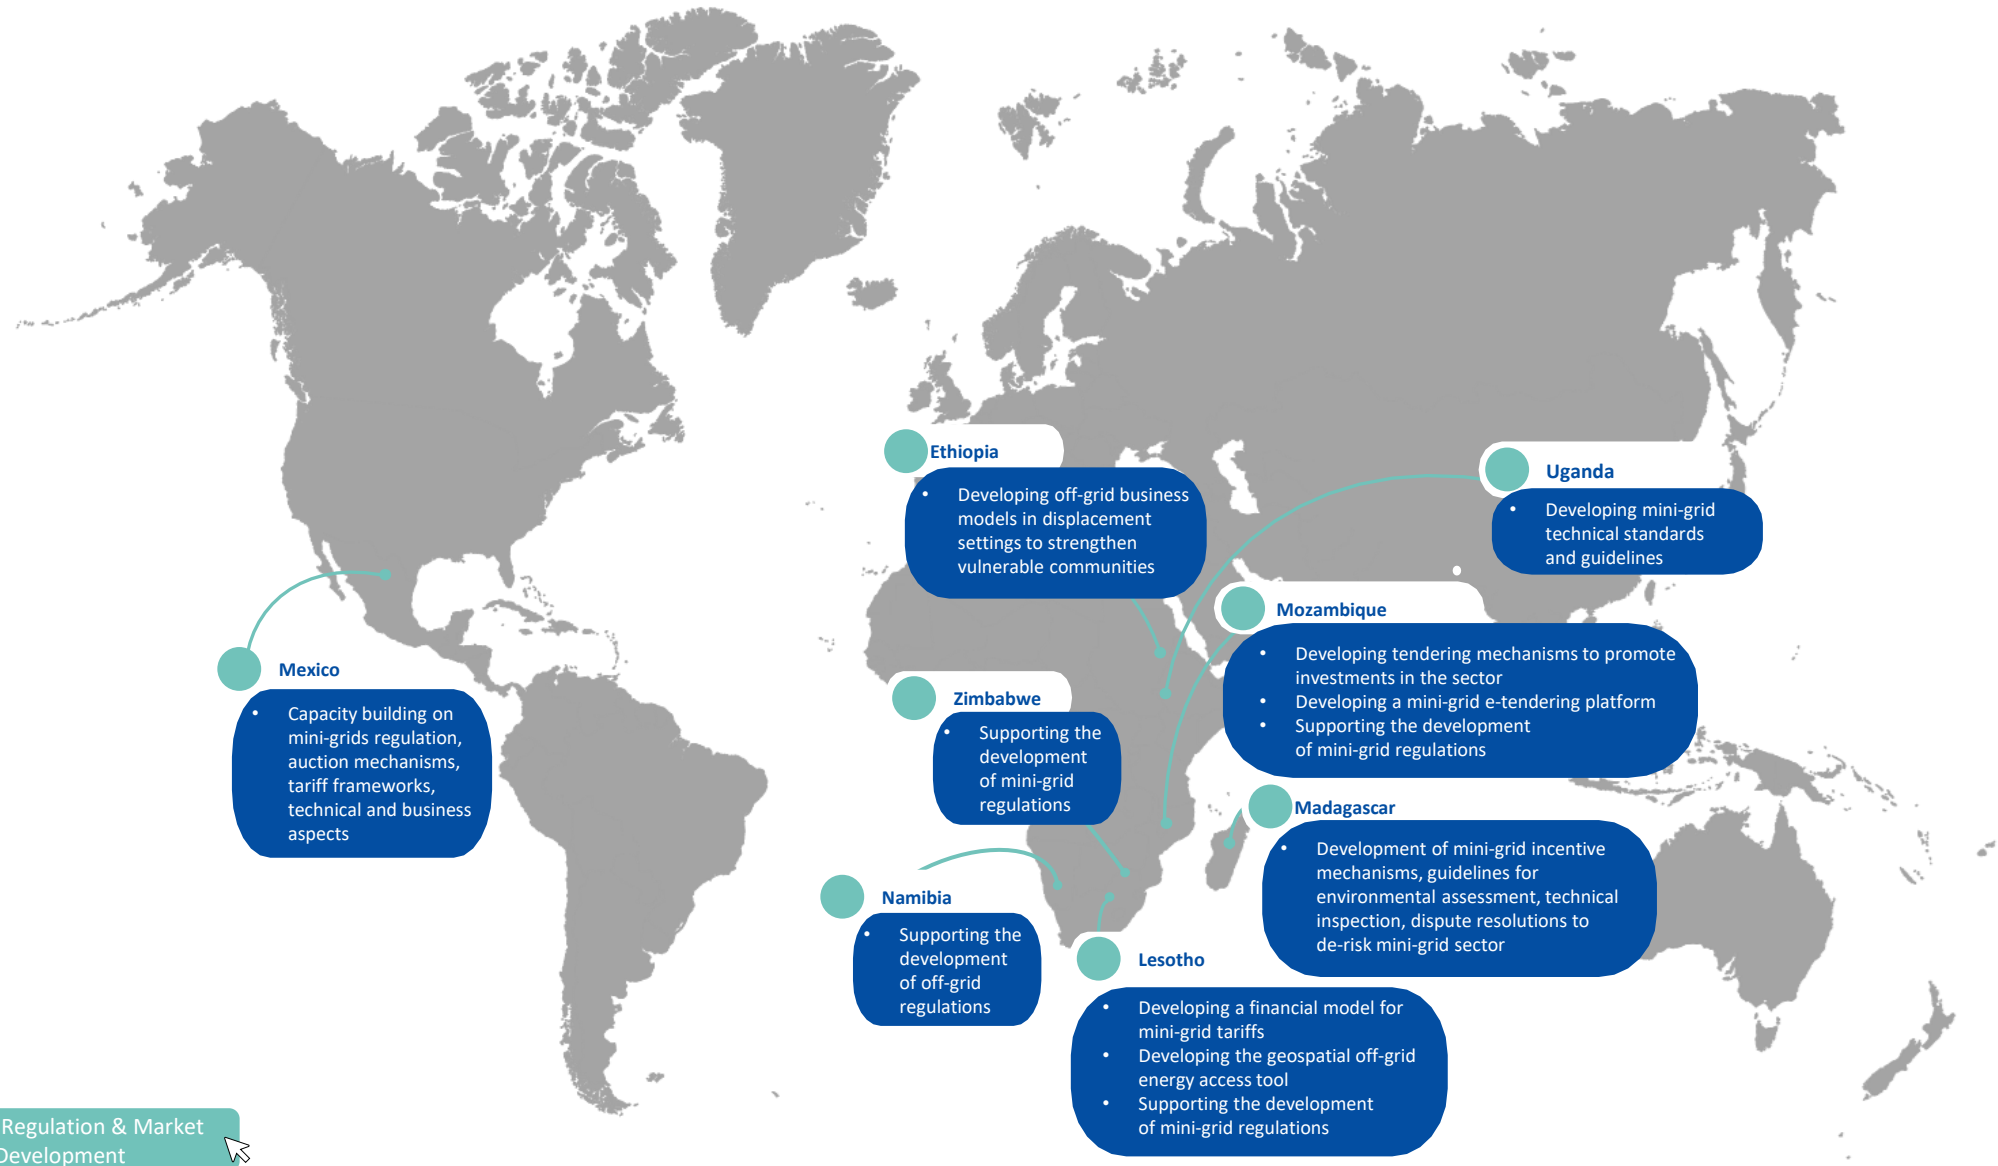 Ethiopia
• Developing off-grid business
models in displacement
settings to strengthen
vulnerable communities
Uganda
• Developing mini-grid
technical standards
and guidelines
Mozambique
• Developing tendering mechanisms to promote
investments in the sector
• Developing a mini-grid e-tendering platform
• Supporting the development
of mini-grid regulations
Mexico
• Capacity building on
mini-grids regulation,
auction mechanisms,
tariff frameworks,
technical and business
aspects
Zimbabwe
• Supporting the
development
of mini-grid
regulations
Madagascar
• Development of mini-grid incentive
mechanisms, guidelines for
environmental assessment, technical
inspection, dispute resolutions to
de-risk mini-grid sector
Namibia
• Supporting the
development
of off-grid
regulations
Lesotho
• Developing a financial model for
mini-grid tariffs
• Developing the geospatial off-grid
energy access tool
• Supporting the development
of mini-grid regulations
Regulation & Market
Development